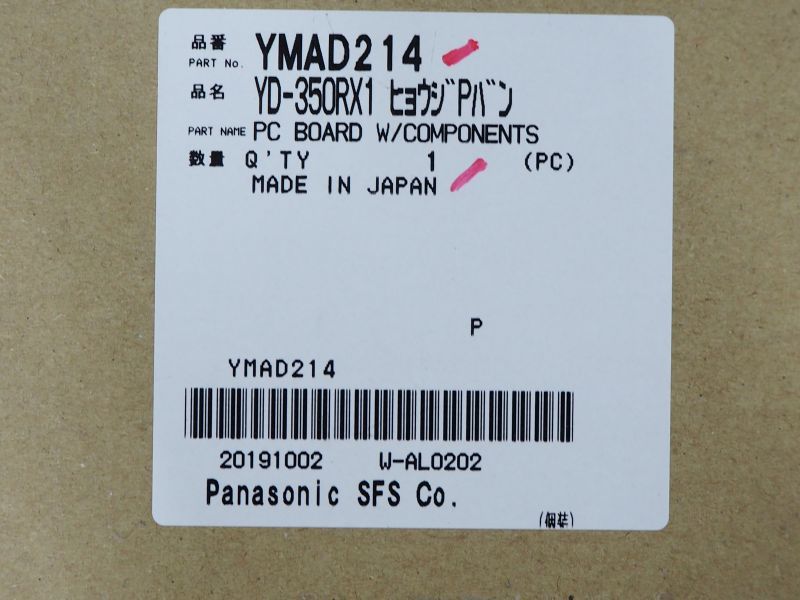 品番 YMAD214
PART No.
品名 YD-350RX1 ヒョウジPバン
PART NAME PC BOARD W/COMPONENTS
数量 Q'TY 1 (PC)
MADE IN JAPAN
P
YMAD214
20191002 W-AL0202
Panasonic SFS Co.
(個装)